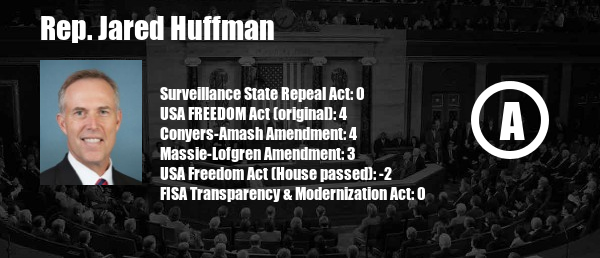 Rep. Jared Huffman
Surveillance State Repeal Act: 0
USA FREEDOM Act (original): 4
Conyers-Amash Amendment: 4
Massie-Lofgren Amendment: 3
USA Freedom Act (House passed): -2
FISA Transparency & Modernization Act: 0
A